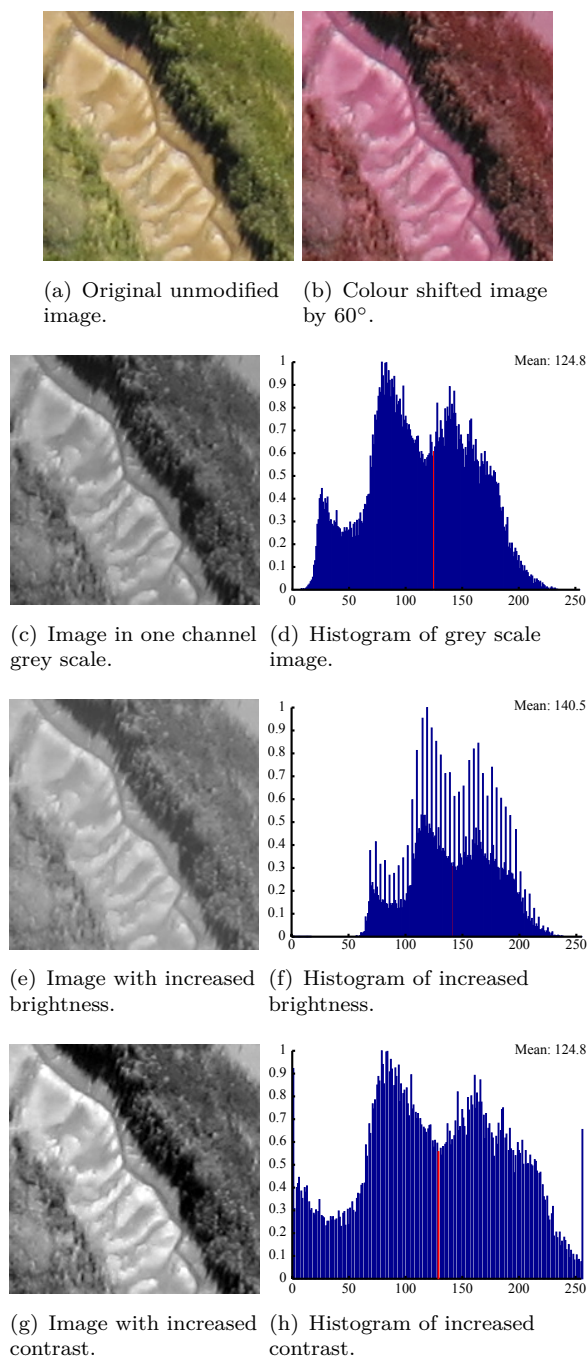 (a) Original unmodified
image.
(b) Colour shifted image
by 60°.
Mean: 124.8
1
0.9
0.8
0.7
0.6
0.5
0.4
0.3
0.2
0.1
0
0 50 100 150 200 250
(c) Image in one channel
grey scale.
(d) Histogram of grey scale
image.
Mean: 140.5
1
0.9
0.8
0.7
0.6
0.5
0.4
0.3
0.2
0.1
0
0 50 100 150 200 250
(e) Image with increased
brightness.
(f) Histogram of increased
brightness.
Mean: 124.8
1
0.9
0.8
0.7
0.6
0.5
0.4
0.3
0.2
0.1
0
0 50 100 150 200 250
(g) Image with increased
contrast.
(h) Histogram of increased
contrast.